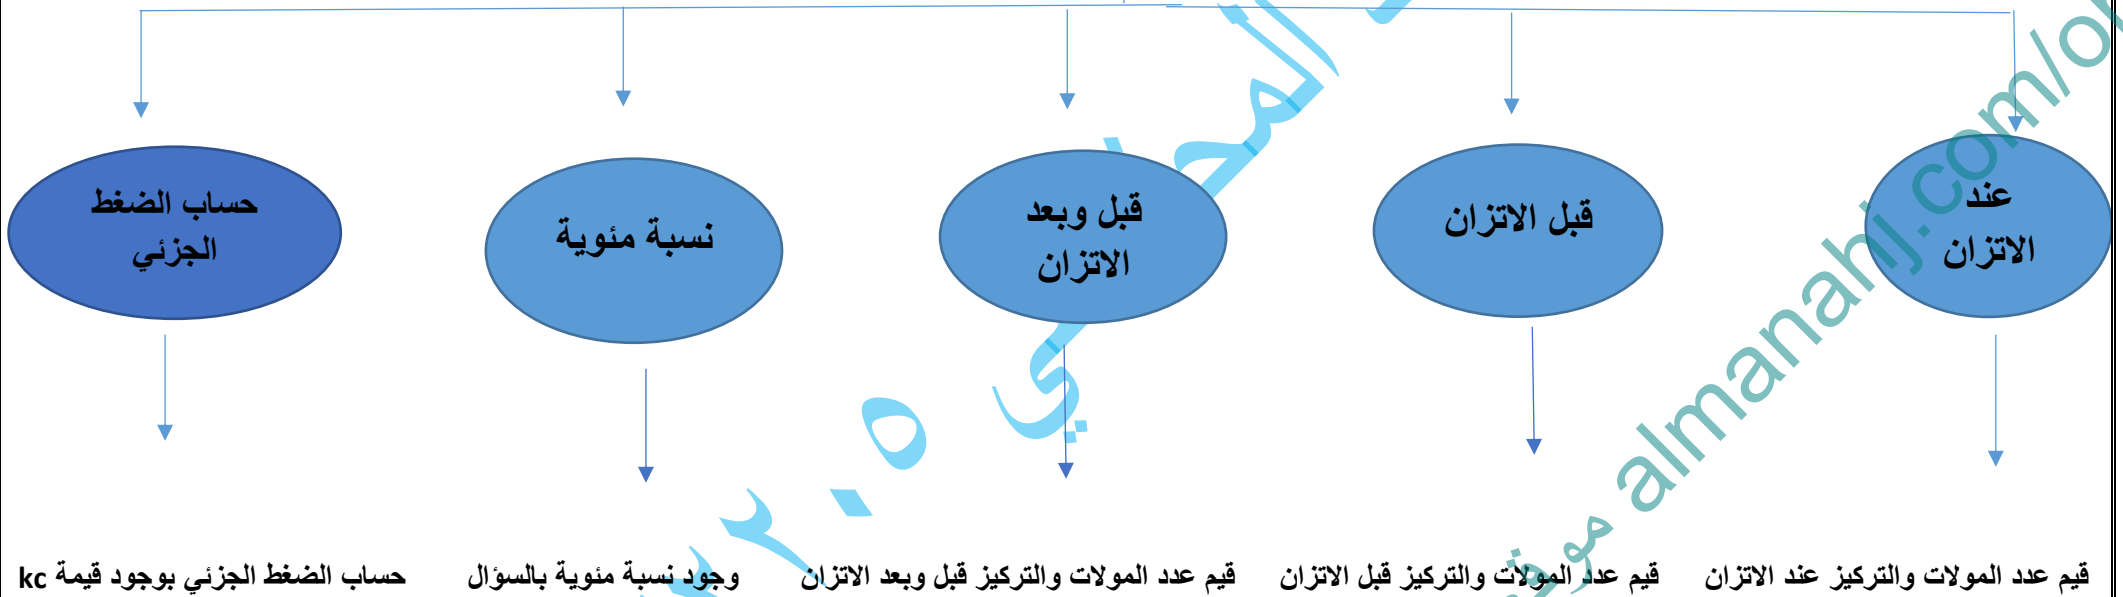 عند
الاتزان
قبل الاتزان
قبل وبعد
الاتزان
نسبة مئوية
حساب الضغط
الجزئي
قيم عدد المولات والتركيز عند الاتزان
قيم عدد المولات والتركيز قبل الاتزان
قيم عدد المولات والتركيز قبل وبعد الاتزان
وجود نسبة مئوية بالسؤال
حساب الضغط الجزئي بوجود قيمة kc
almanahj.com/o